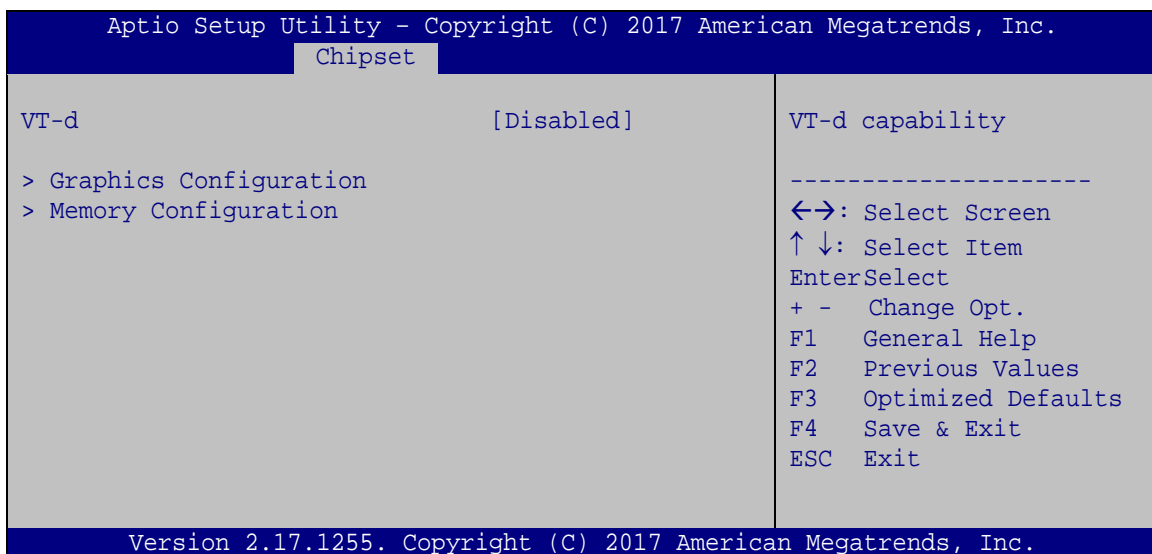 Aptio Setup Utility – Copyright (C) 2017 American Megatrends, Inc.
Chipset
VT-d [Disabled]
> Graphics Configuration
> Memory Configuration
VT-d capability
---------------------
←→: Select Screen
↑ ↓: Select Item
EnterSelect
+ - Change Opt.
F1 General Help
F2 Previous Values
F3 Optimized Defaults
F4 Save & Exit
ESC Exit
Version 2.17.1255. Copyright (C) 2017 American Megatrends, Inc.